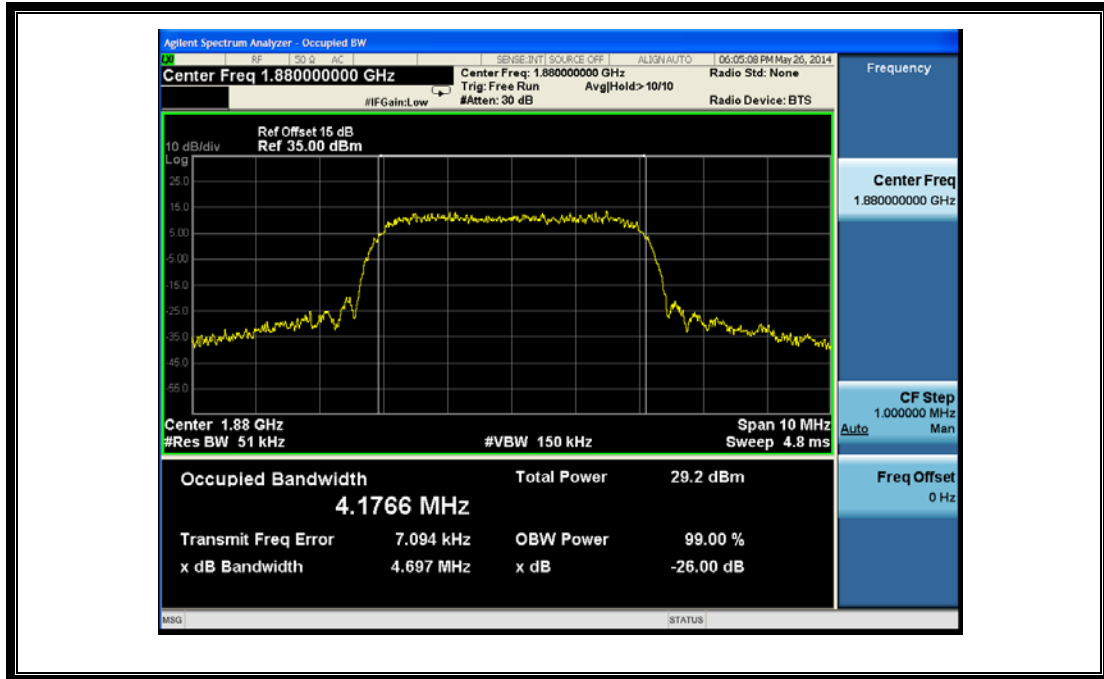 Agilent Spectrum Analyzer - Occupied BW
LXI RF 50 Ω AC SENSE:INT SOURCE OFF ALIGN AUTO 06:05:08 PM May 26, 2014
Center Freq 1.880000000 GHz
Center Freq: 1.880000000 GHz
Radio Std: None
Trig: Free Run Avg|Hold:> 10/10
#IFGain:Low
#Atten: 30 dB
Radio Device: BTS
Ref Offset 15 dB
10 dB/div Ref 35.00 dBm
Log
25.0
15.0
5.00
-5.00
-15.0
-25.0
-35.0
-45.0
-55.0
Center 1.88 GHz Span 10 MHz
#Res BW 51 kHz #VBW 150 kHz Sweep 4.8 ms
Occupied Bandwidth Total Power 29.2 dBm
4.1766 MHz
Transmit Freq Error 7.094 kHz OBW Power 99.00 %
x dB Bandwidth 4.697 MHz x dB -26.00 dB
MSG STATUS
Frequency
Center Freq
1.880000000 GHz
CF Step
1.000000 MHz
Auto Man
Freq Offset
0 Hz